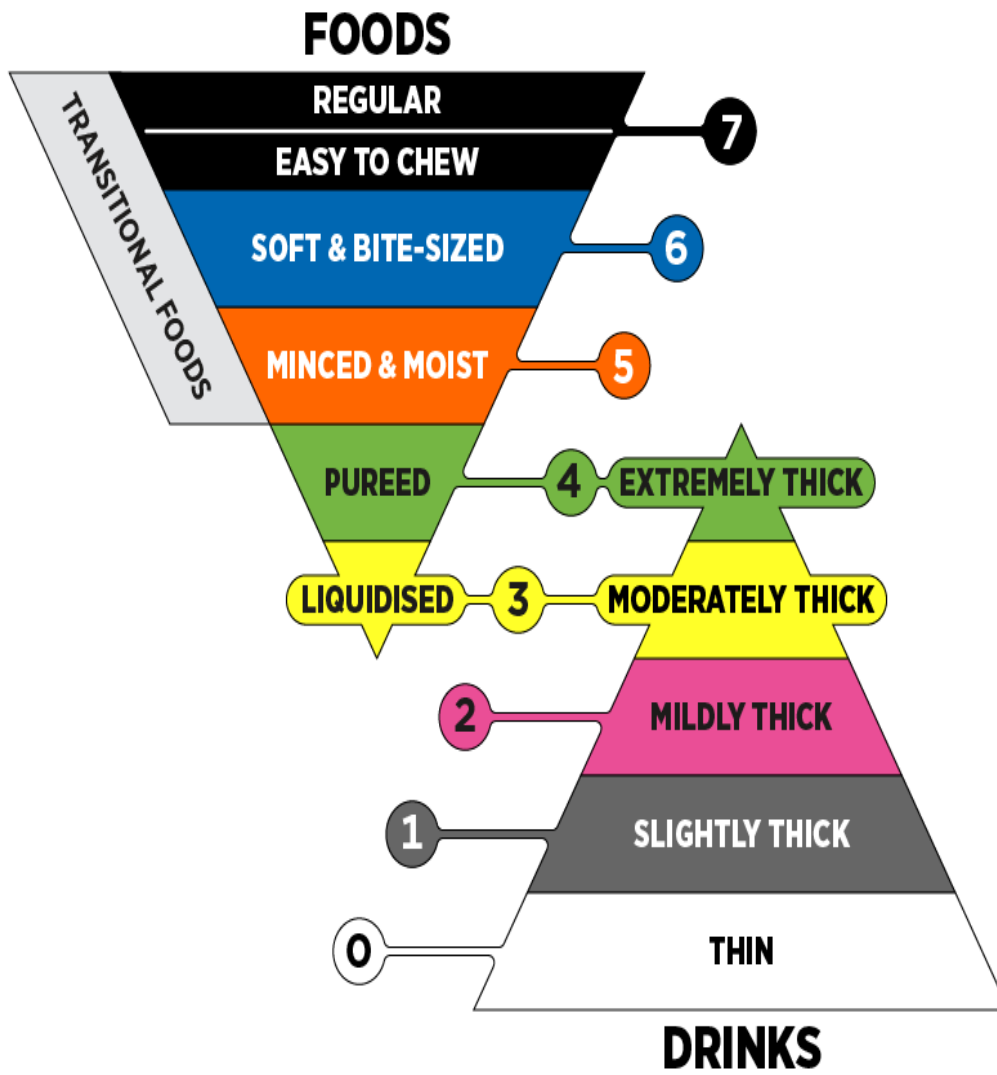 FOODS
TRANSITIONAL FOODS
REGULAR
7
EASY TO CHEW
SOFT & BITE-SIZED
6
MINCED & MOIST
5
PUREED
4
EXTREMELY THICK
LIQUIDISED
3
MODERATELY THICK
2
MILDLY THICK
1
SLIGHTLY THICK
0
THIN
DRINKS